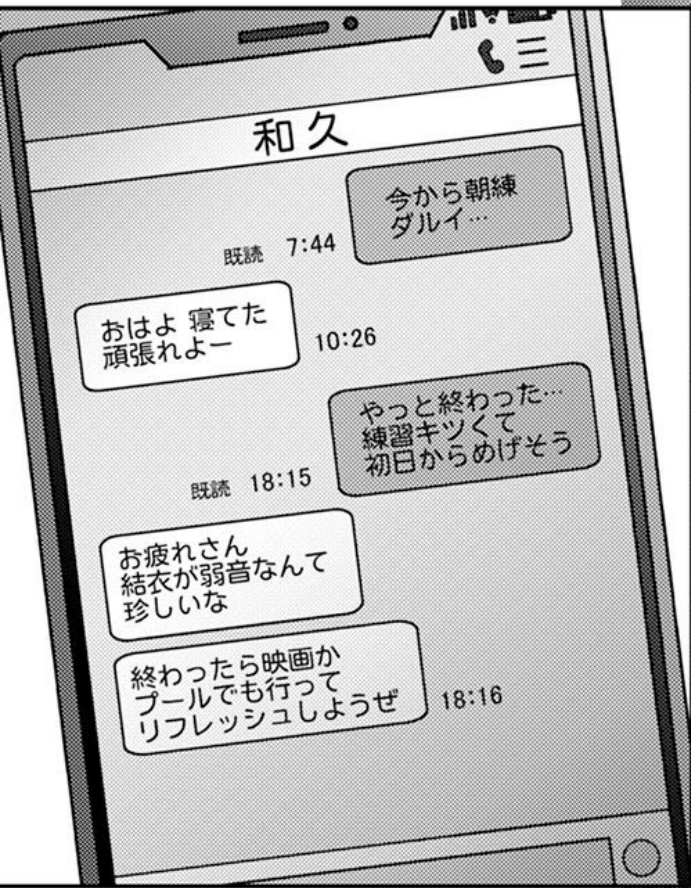 和久
今から朝練
ダルイ…
既読 7:44
おはよ 寝てた
頑張れよー
10:26
やっと終わった…
練習キツくて
初日からめげそう
既読 18:15
お疲れさん
結衣が弱音なんて
珍しいな
終わったら映画か
プールでも行って
リフレッシュしようぜ
18:16